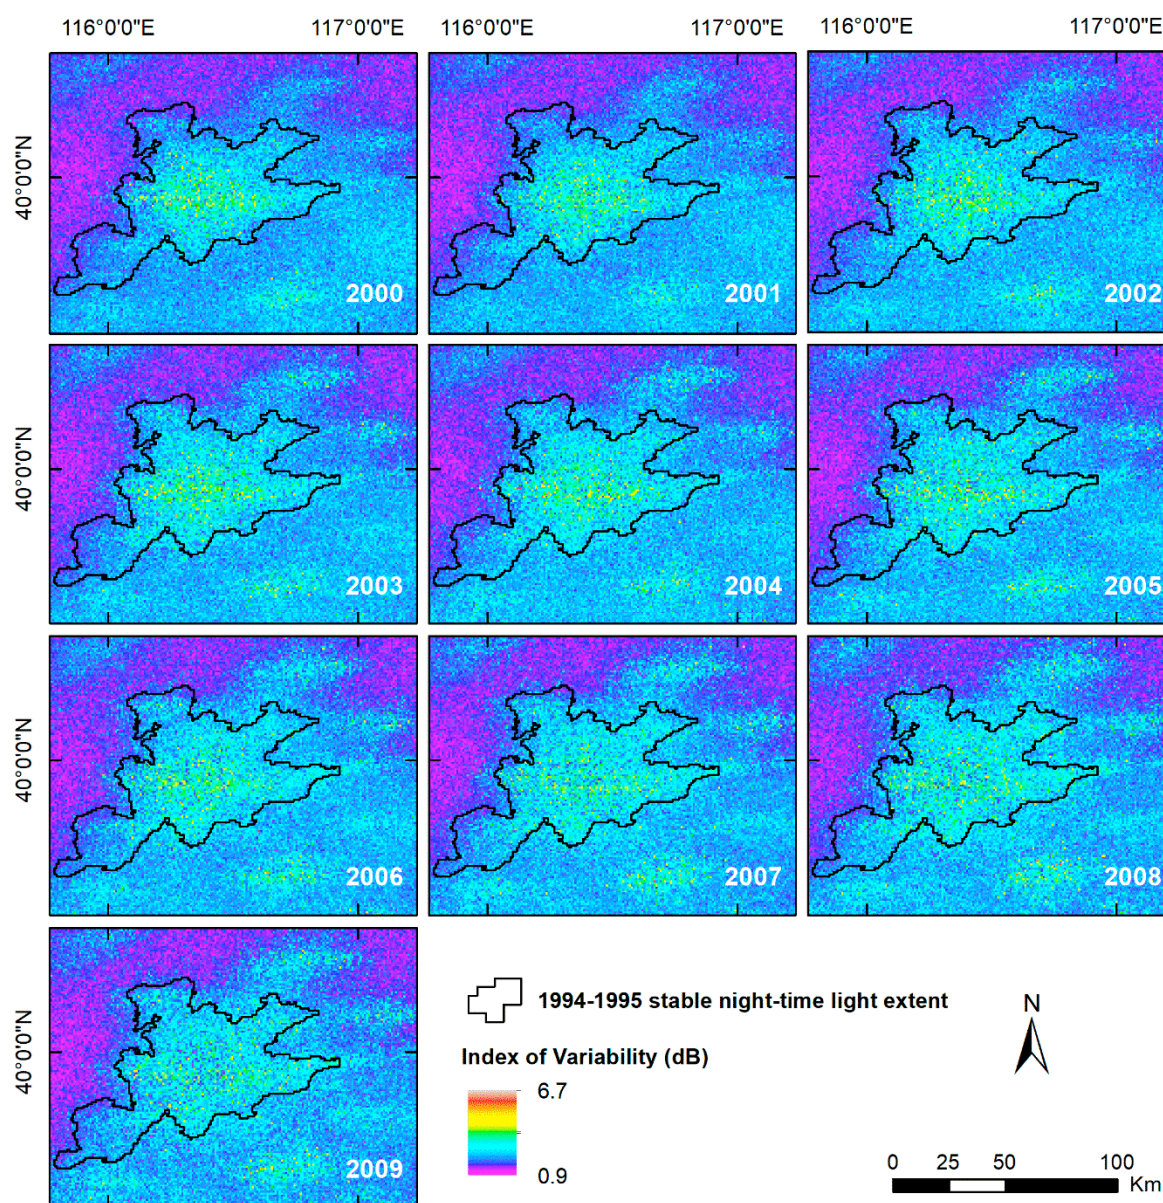 116°0'0"E 117°0'0"E 116°0'0"E 117°0'0"E 116°0'0"E 117°0'0"E
40°0'0"N
2000 2001 2002
40°0'0"N
2003 2004 2005
40°0'0"N
2006 2007 2008
40°0'0"N
2009
1994-1995 stable night-time light extent
N
Index of Variability (dB)
6.7
0.9
0 25 50 100
Km